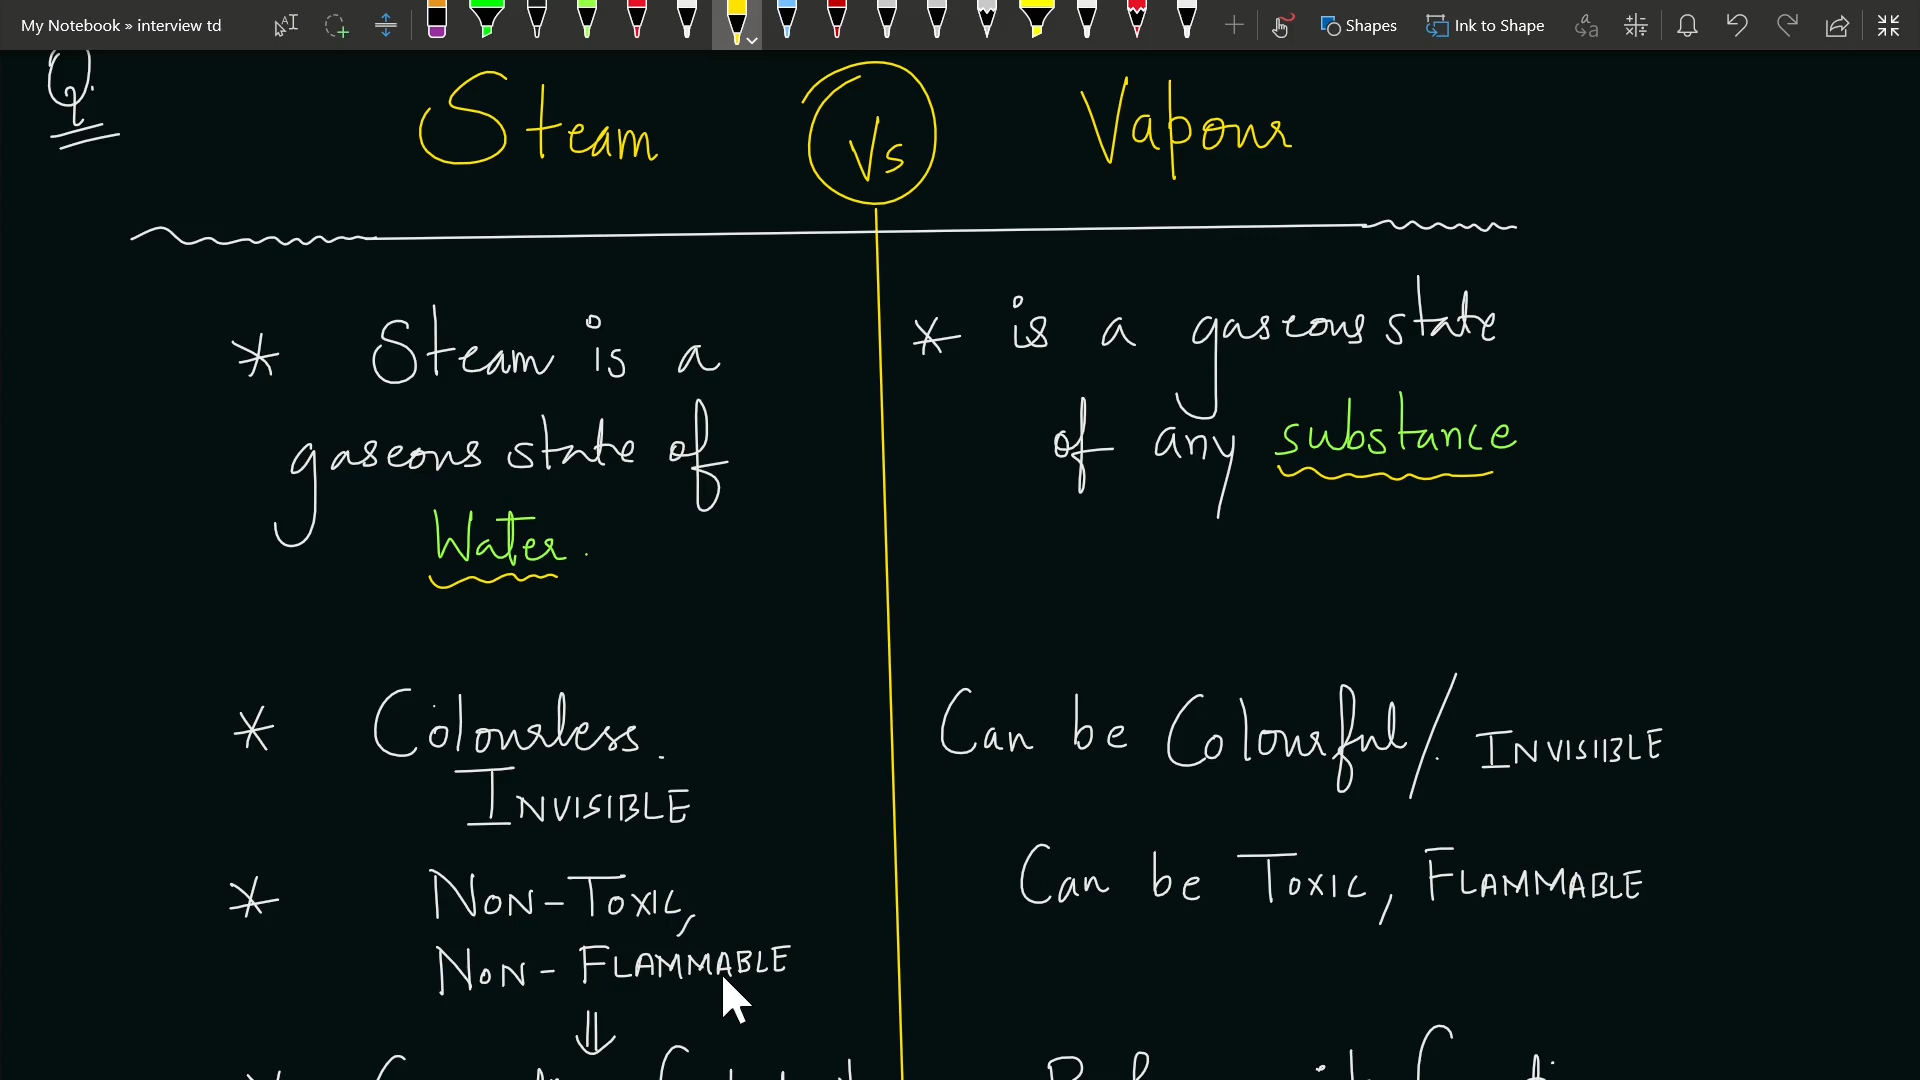 My Notebook » interview td
Shapes
Ink to Shape
Q.
Steam Vs Vapour
* Steam is a
gaseous state of
Water.
* is a gaseous state
of any substance
* Colourless.
INVISIBLE
Can be Colourful/. INVISIIBLE
* NON-TOXIC,
NON-FLAMMABLE
Can be TOXIC, FLAMMABLE